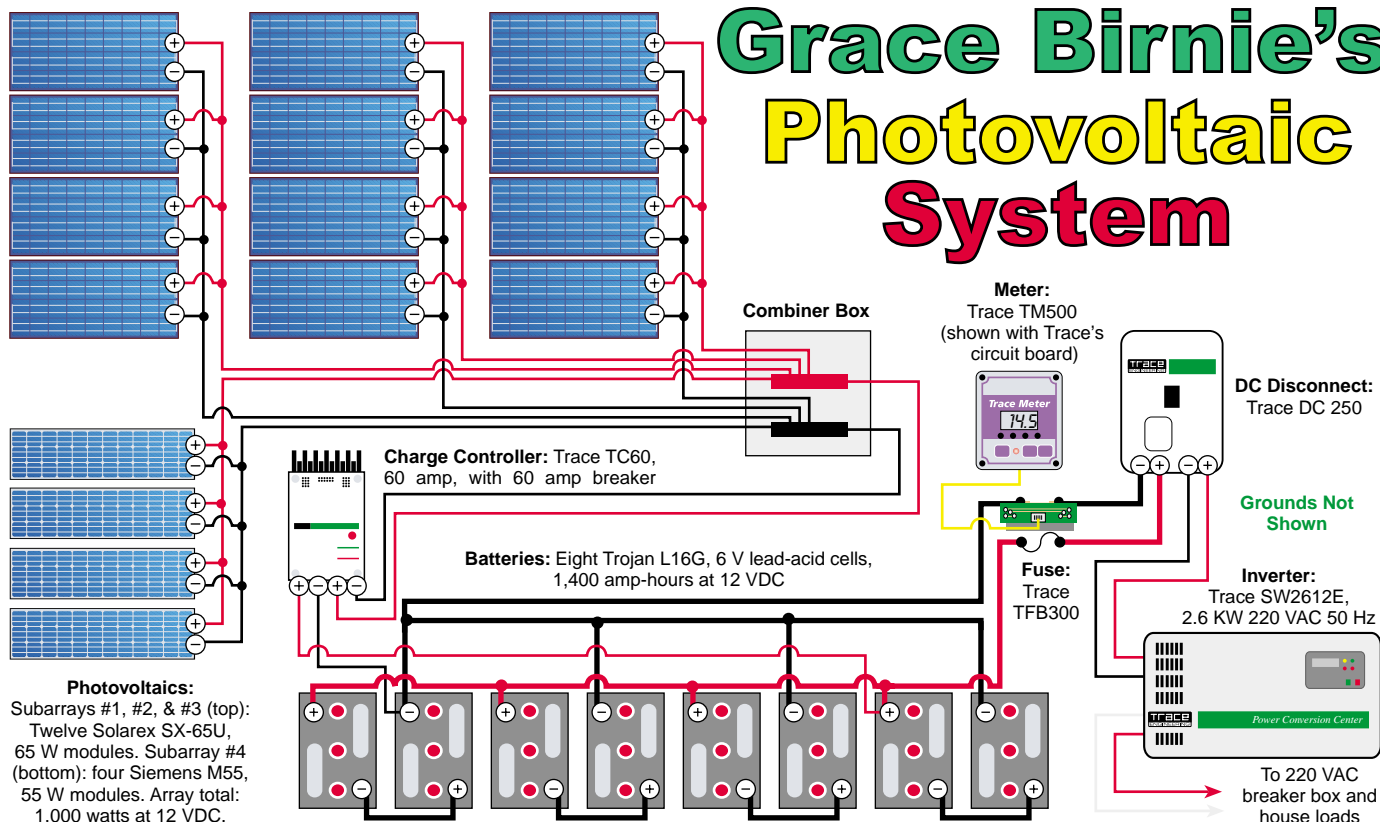 Grace Birnie’s
Photovoltaic
System
Combiner Box
Meter:
Trace TM500
(shown with Trace's
circuit board)
Trace Meter
14.5
Trace
ENGINEERING
DC Disconnect:
Trace DC 250
Charge Controller: Trace TC60,
60 amp, with 60 amp breaker
Grounds Not
Shown
Batteries: Eight Trojan L16G, 6 V lead-acid cells,
1,400 amp-hours at 12 VDC
Fuse:
Trace
TFB300
Inverter:
Trace SW2612E,
2.6 KW 220 VAC 50 Hz
Trace
ENGINEERING
Power Conversion Center
Photovoltaics:
Subarrays #1, #2, & #3 (top):
Twelve Solarex SX-65U,
65 W modules. Subarray #4
(bottom): four Siemens M55,
55 W modules. Array total:
1,000 watts at 12 VDC.
To 220 VAC
breaker box and
house loads